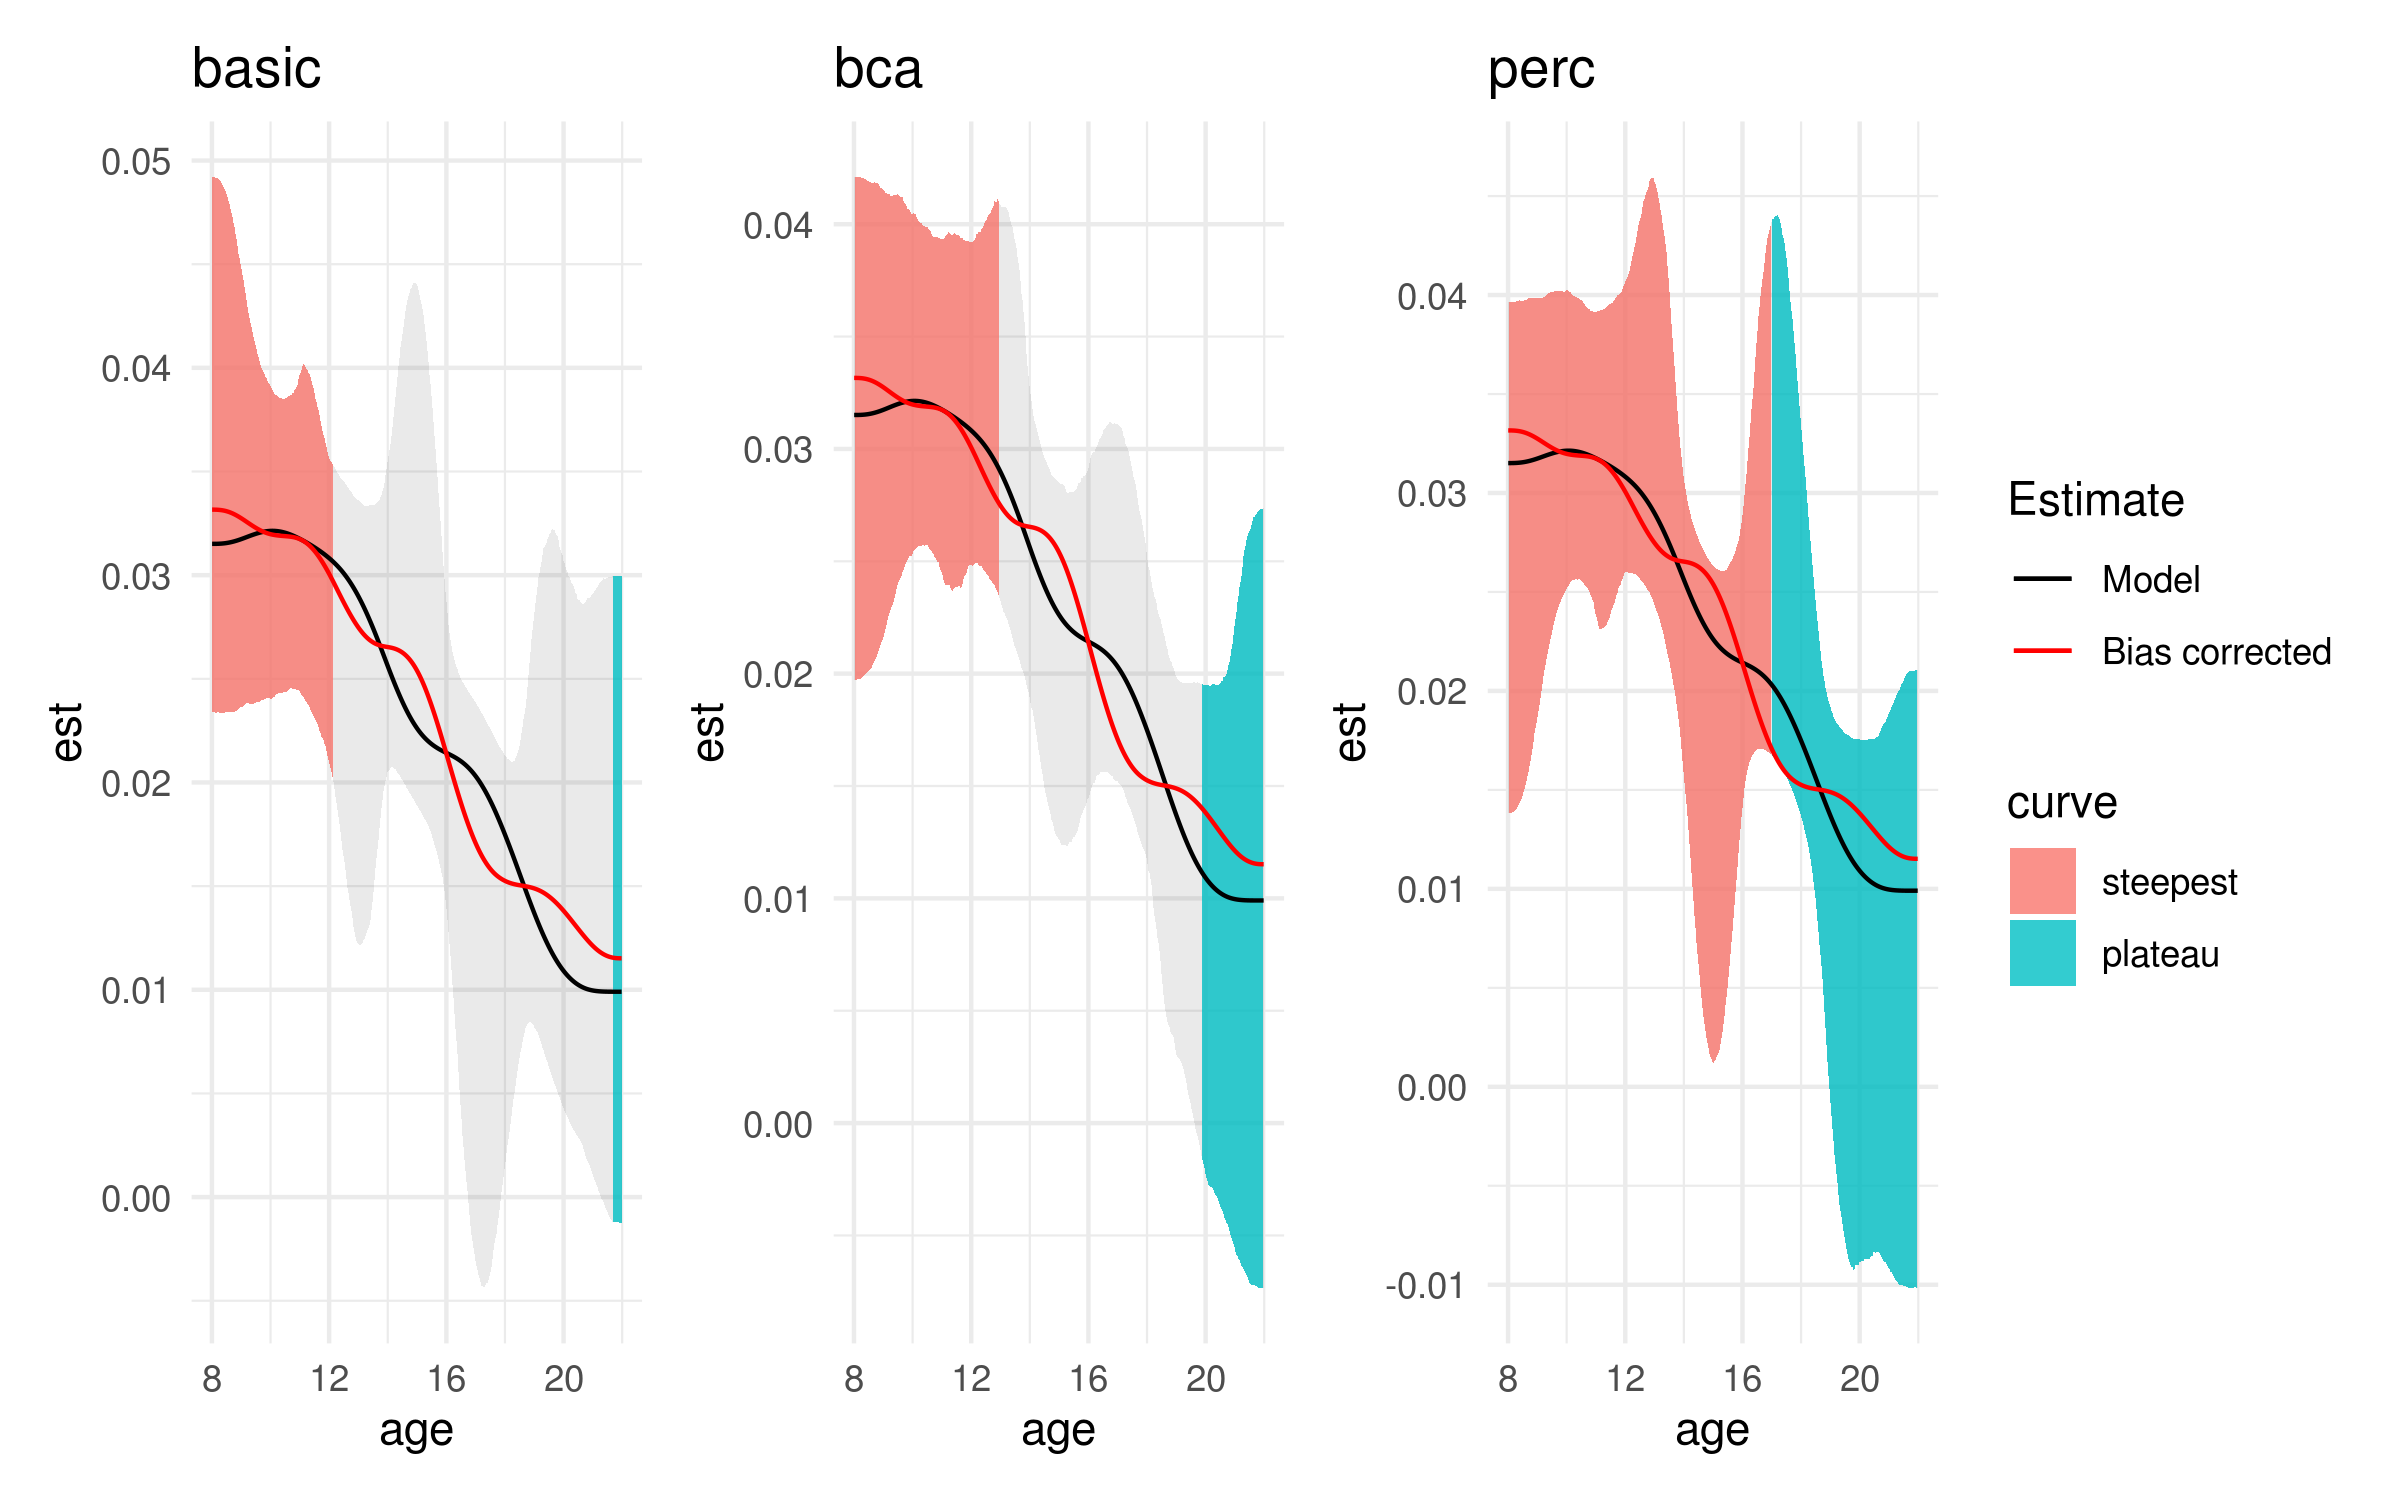 basic
0.05
0.04
0.03
0.02
0.01
0.00
est
8 12 16 20
age
bca
0.04
0.03
0.02
0.01
0.00
est
8 12 16 20
age
perc
0.04
0.03
0.02
0.01
0.00
-0.01
est
8 12 16 20
age
Estimate
Model
Bias corrected
curve
steepest
plateau